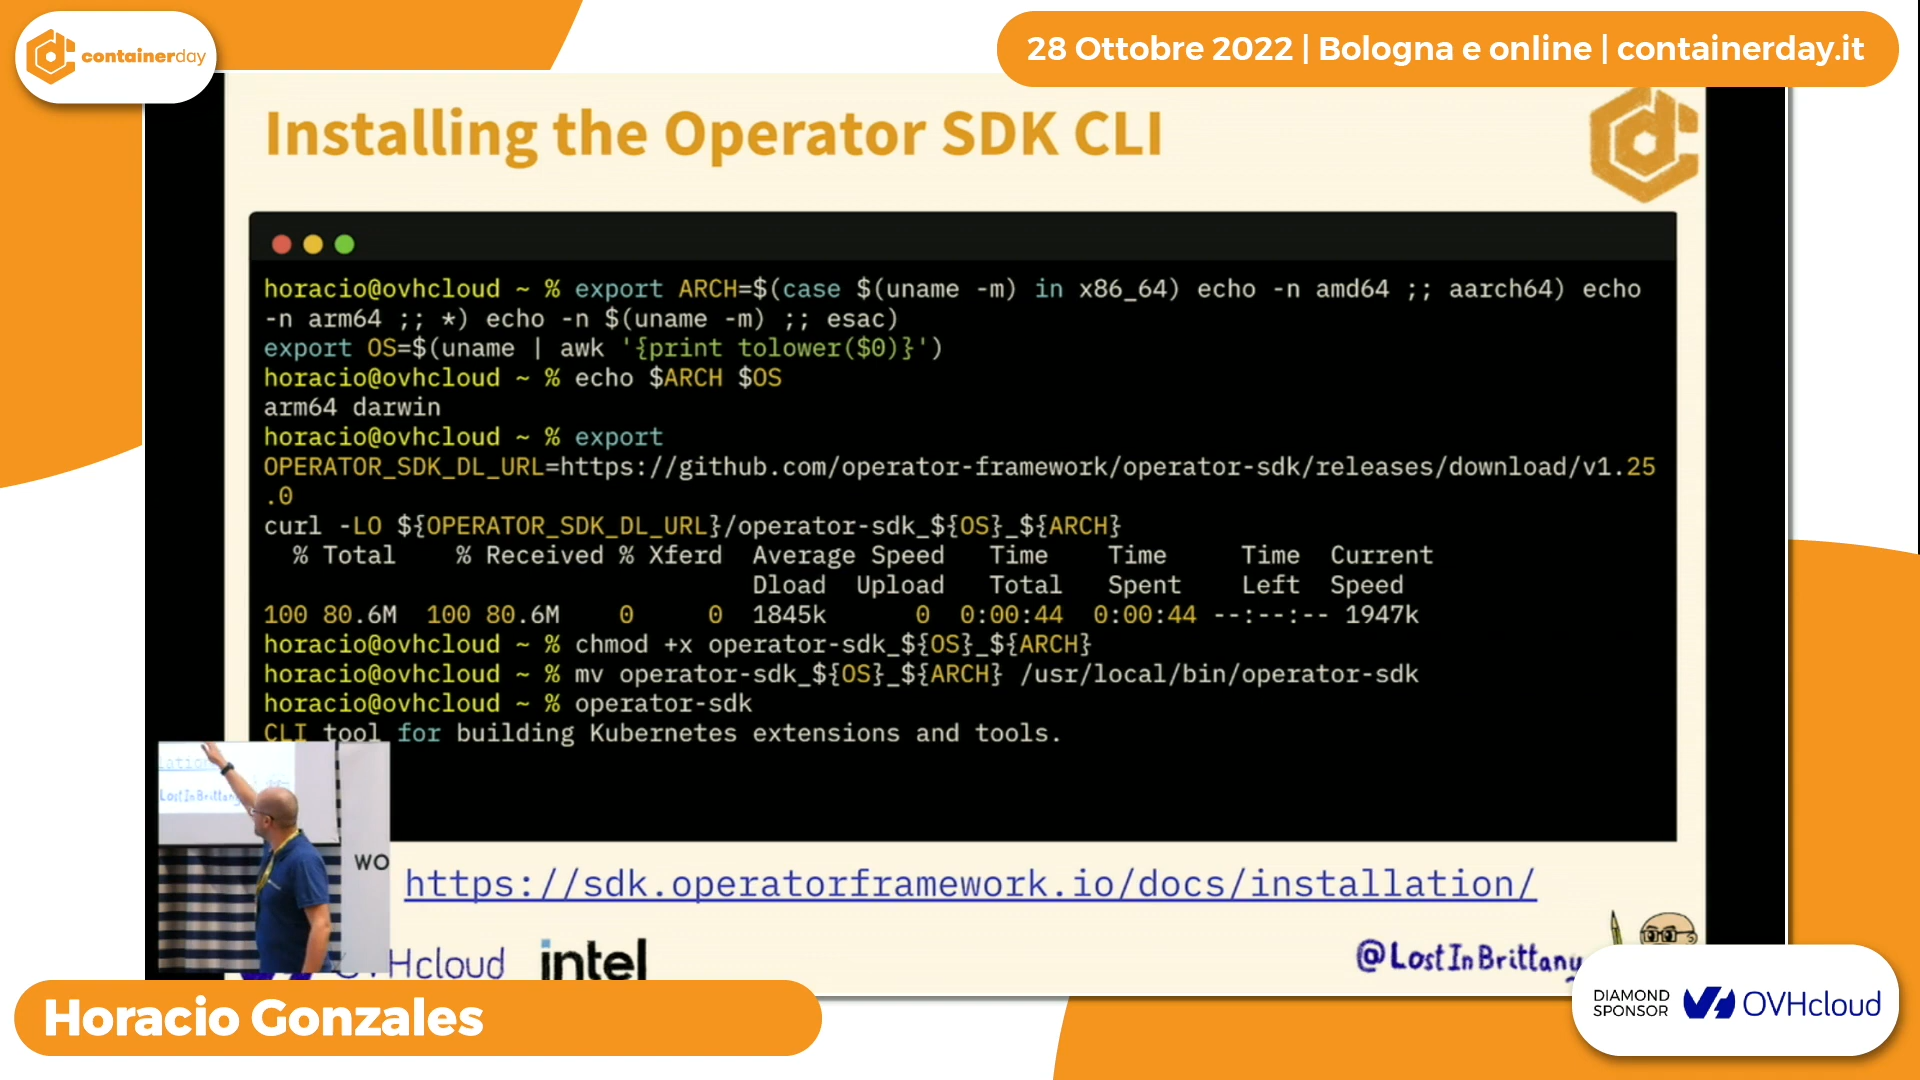 containerday
28 Ottobre 2022 | Bologna e online | containerday.it
Installing the Operator SDK CLI
horacio@ovhcloud ~ % export ARCH=$(case $(uname -m) in x86_64) echo -n amd64 ;; aarch64) echo
-n arm64 ;; *) echo -n $(uname -m) ;; esac)
export OS=$(uname | awk '{print tolower($0)}')
horacio@ovhcloud ~ % echo $ARCH $OS
arm64 darwin
horacio@ovhcloud ~ % export
OPERATOR_SDK_DL_URL=https://github.com/operator-framework/operator-sdk/releases/download/v1.25
.0
curl -LO ${OPERATOR_SDK_DL_URL}/operator-sdk_${OS}_${ARCH}
% Total % Received % Xferd Average Speed Time Time Time Current
Dload Upload Total Spent Left Speed
100 80.6M 100 80.6M 0 0 1845k 0 0:00:44 0:00:44 --:--:-- 1947k
horacio@ovhcloud ~ % chmod +x operator-sdk_${OS}_${ARCH}
horacio@ovhcloud ~ % mv operator-sdk_${OS}_${ARCH} /usr/local/bin/operator-sdk
horacio@ovhcloud ~ % operator-sdk
CLI tool for building Kubernetes extensions and tools.
LostInBrittany
WO
https://sdk.operatorframework.io/docs/installation/
OVHcloud intel
@LostInBrittany
Horacio Gonzales
DIAMOND
SPONSOR
OVHcloud